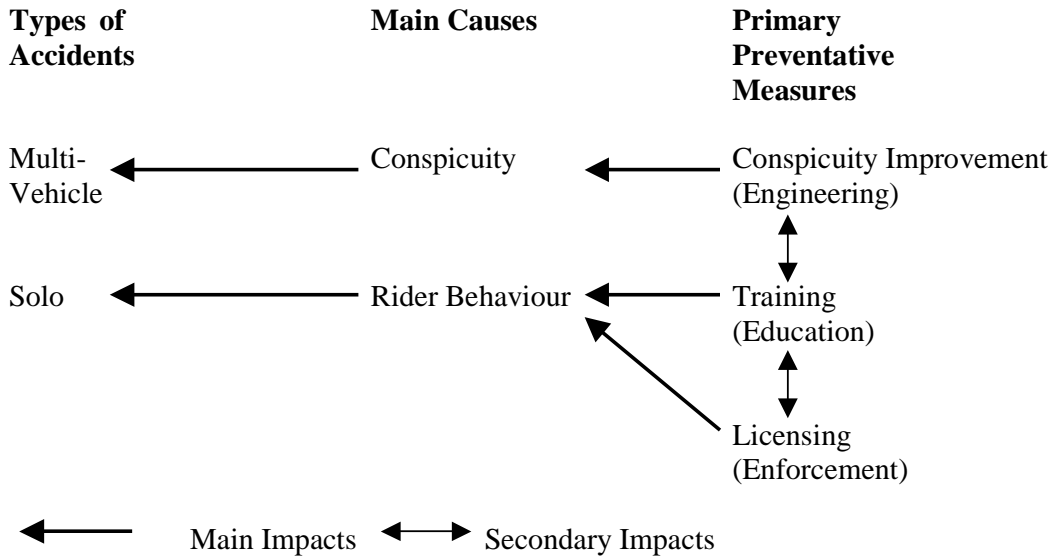 Types of Accidents
Main Causes
Primary Preventative Measures
Multi-Vehicle
Conspicuity
Conspicuity Improvement
(Engineering)
Solo
Rider Behaviour
Training
(Education)
Licensing
(Enforcement)
Main Impacts
Secondary Impacts